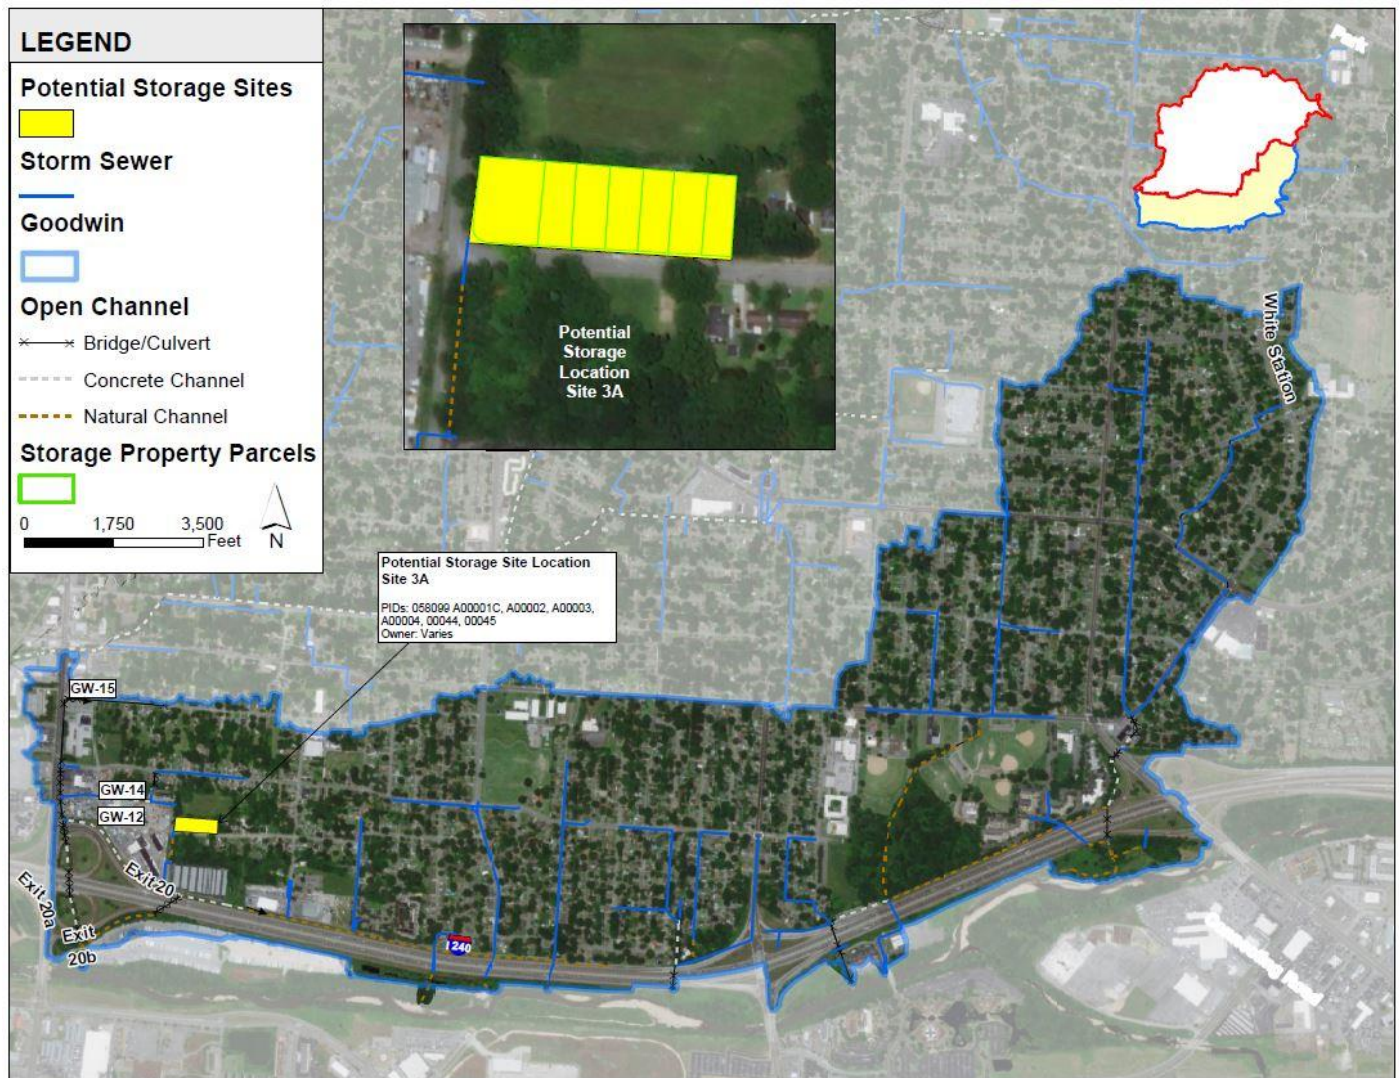 LEGEND
Potential Storage Sites
Storm Sewer
Goodwin
Open Channel
Bridge/Culvert
Concrete Channel
Natural Channel
Storage Property Parcels
0 1,750 3,500
Feet
N
Potential
Storage
Location
Site 3A
Park
White Station
Potential Storage Site Location
Site 3A
PIDs: 058099 A00001C, A00002, A00003,
A00004, 00044, 00045
Owner: Varies
GW-15
GW-14
GW-12
Exit 20
Exit 20a
Exit
20b
I 240